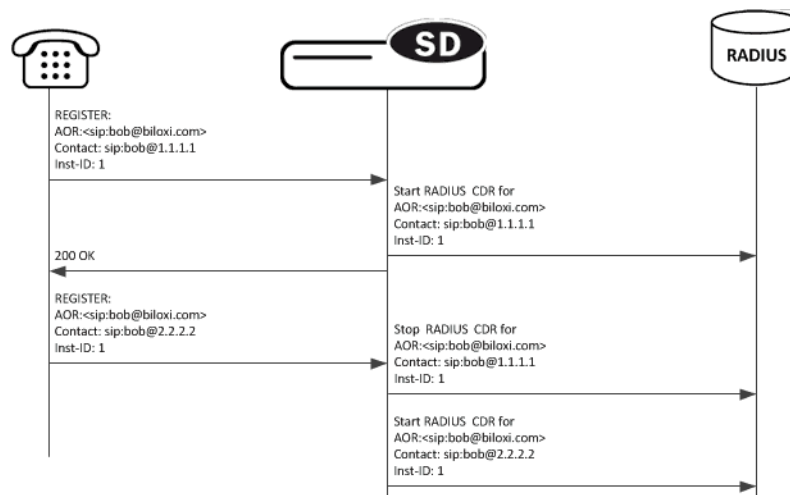 SD
RADIUS
REGISTER:
AOR:<sip:bob@biloxi.com>
Contact: sip:bob@1.1.1.1
Inst-ID: 1
Start RADIUS CDR for
AOR:<sip:bob@biloxi.com>
Contact: sip:bob@1.1.1.1
Inst-ID: 1
200 OK
REGISTER:
AOR:<sip:bob@biloxi.com>
Contact: sip:bob@2.2.2.2
Inst-ID: 1
Stop RADIUS CDR for
AOR:<sip:bob@biloxi.com>
Contact: sip:bob@1.1.1.1
Inst-ID: 1
Start RADIUS CDR for
AOR:<sip:bob@biloxi.com>
Contact: sip:bob@2.2.2.2
Inst-ID: 1